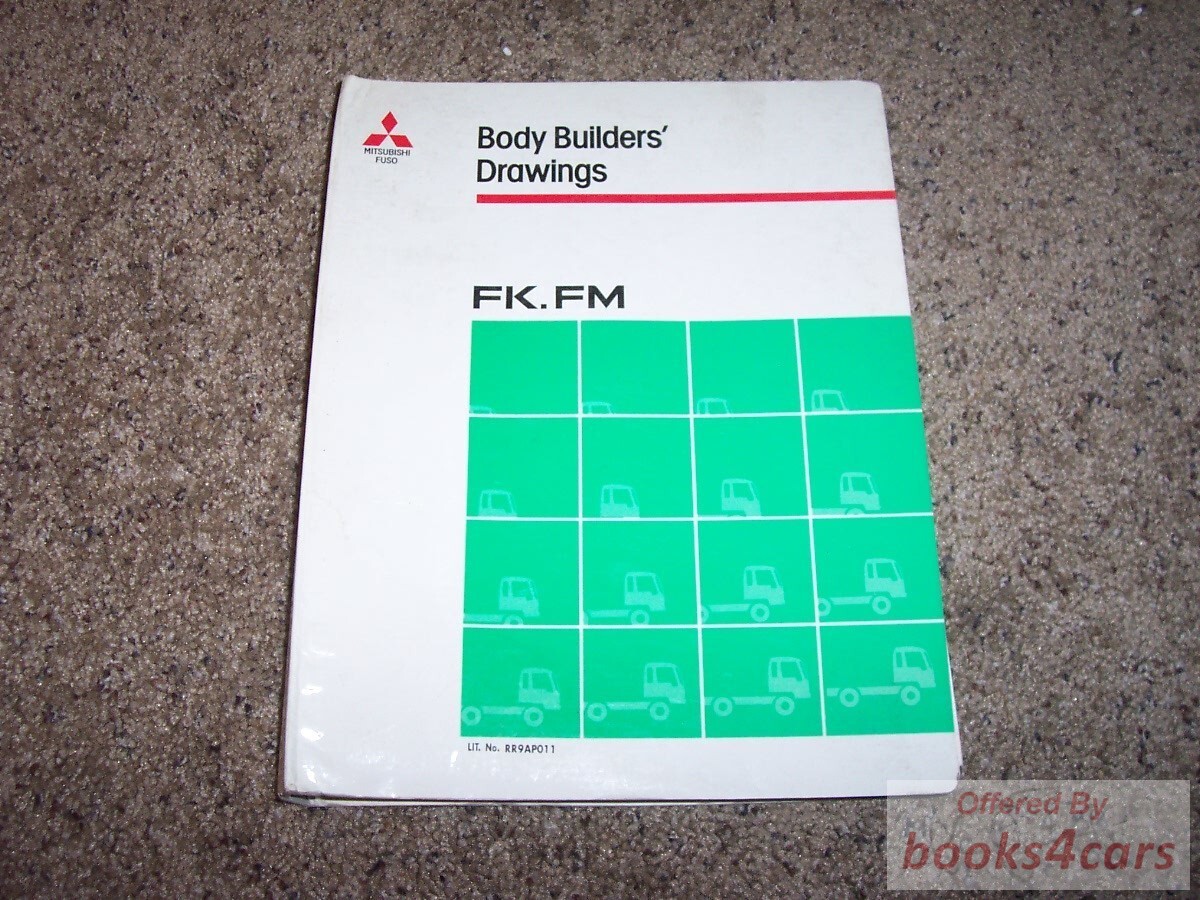 MITSUBISHI
FUSO
Body Builders'
Drawings
FK.FM
LIT. No. RR9AP011
Offered By
books4cars